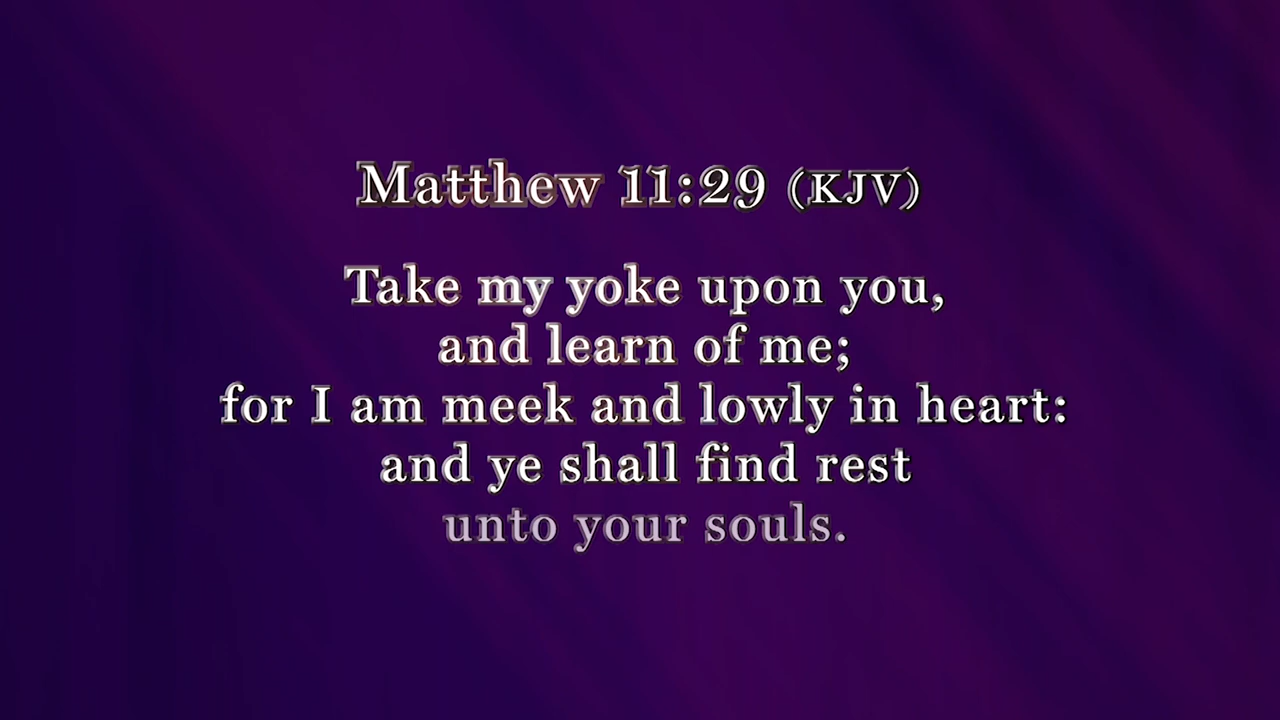 Matthew 11:29 (KJV)
Take my yoke upon you,
and learn of me;
for I am meek and lowly in heart:
and ye shall find rest
unto your souls.